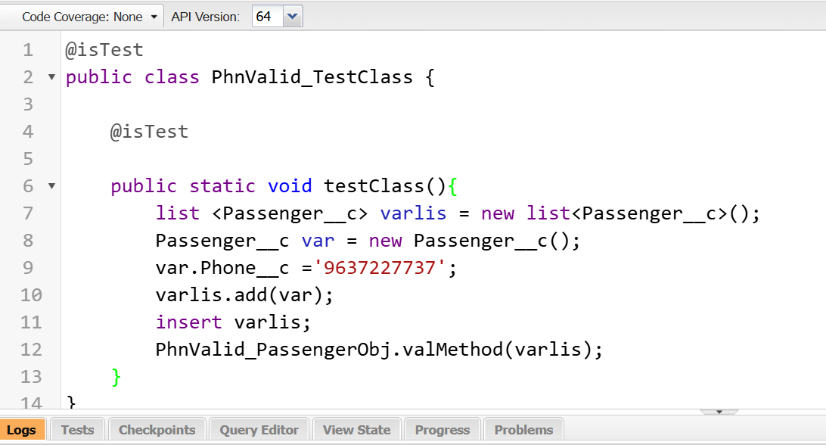 Code Coverage: None API Version: 64
1 @isTest
2 public class PhnValid_TestClass {
3
4 @isTest
5
6 public static void testClass(){
7 list <Passenger__c> varlis = new list<Passenger__c>();
8 Passenger__c var = new Passenger__c();
9 var.Phone__c ='9637227737';
10 varlis.add(var);
11 insert varlis;
12 PhnValid_PassengerObj.valMethod(varlis);
13 }
14 }
Logs Tests Checkpoints Query Editor View State Progress Problems